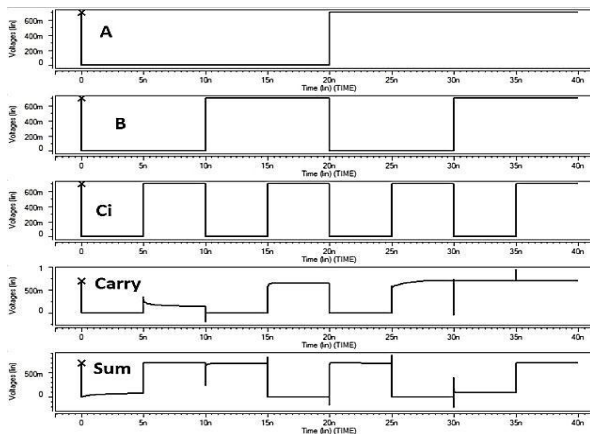 Voltages (lin)
600m
400m
200m
0
A
0 5n 10n 15n 20n 25n 30n 35n 40n
Time (lin) (TIME)
Voltages (lin)
600m
400m
200m
0
B
0 5n 10n 15n 20n 25n 30n 35n 40n
Time (lin) (TIME)
Voltages (lin)
600m
400m
200m
0
Ci
0 5n 10n 15n 20n 25n 30n 35n 40n
Time (lin) (TIME)
Voltages (lin)
1
500m
0
Carry
0 5n 10n 15n 20n 25n 30n 35n 40n
Time (lin) (TIME)
Voltages (lin)
500m
0
Sum
0 5n 10n 15n 20n 25n 30n 35n 40n
Time (lin) (TIME)